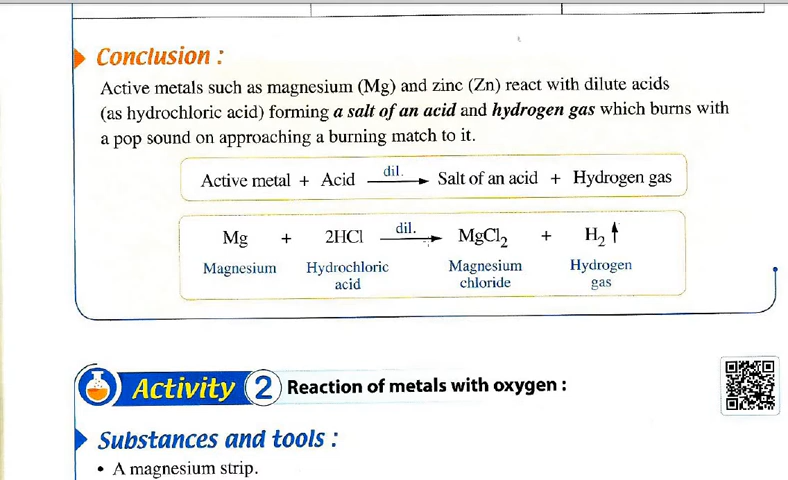 Conclusion :
Active metals such as magnesium (Mg) and zinc (Zn) react with dilute acids
(as hydrochloric acid) forming a salt of an acid and hydrogen gas which burns with
a pop sound on approaching a burning match to it.
Active metal + Acid dil. → Salt of an acid + Hydrogen gas
Mg + 2HCl dil. → MgCl₂ + H₂ ↑
Magnesium Hydrochloric acid Magnesium chloride Hydrogen gas
Activity 2 Reaction of metals with oxygen :
Substances and tools :
• A magnesium strip.